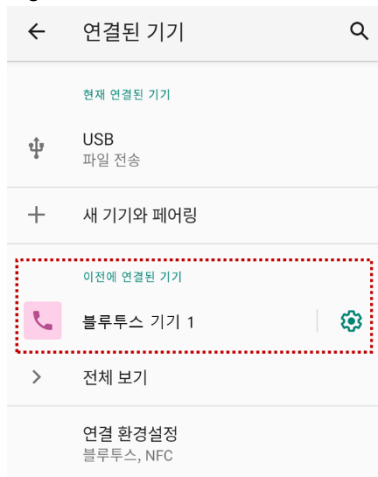 연결된 기기
현재 연결된 기기
USB
파일 전송
새 기기와 페어링
이전에 연결된 기기
블루투스 기기 1
전체 보기
연결 환경설정
블루투스, NFC